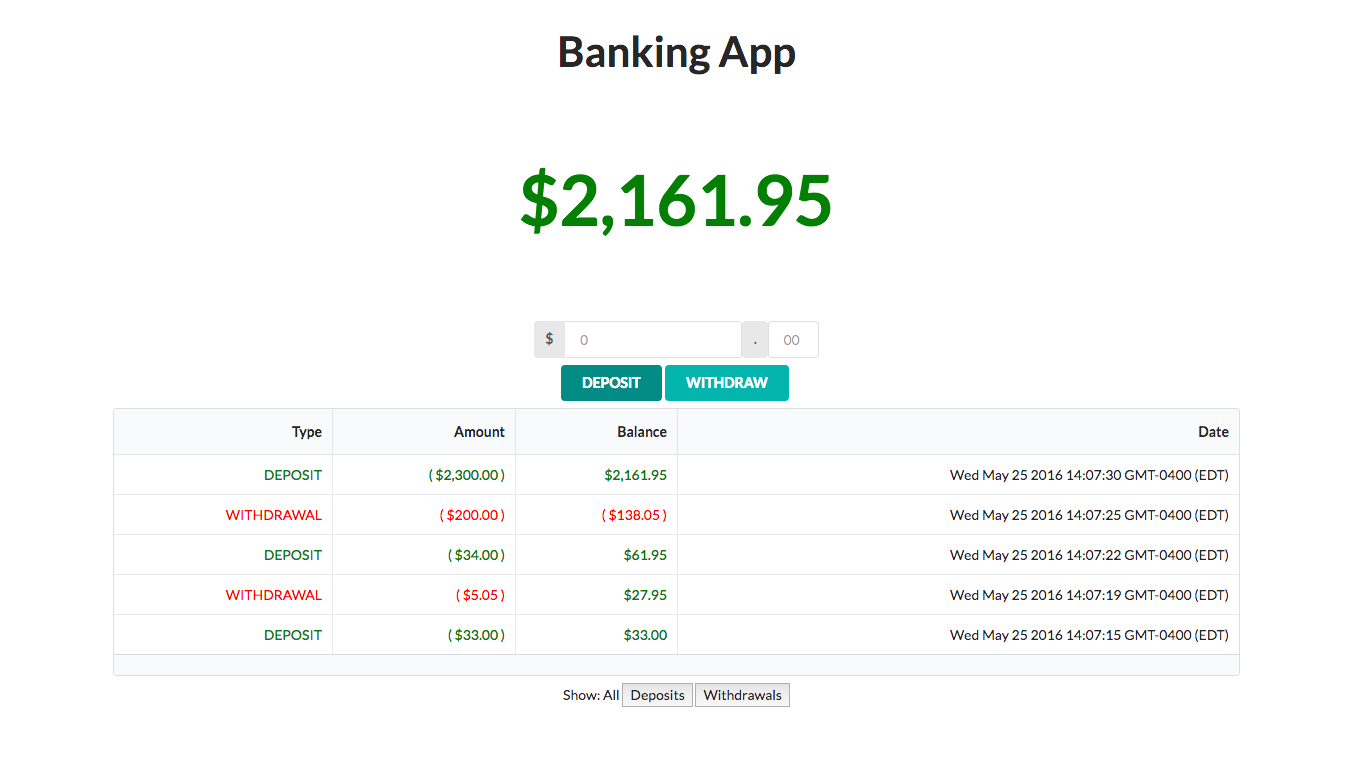 Banking App
$2,161.95
$ 0 . 00
DEPOSIT WITHDRAW
Type Amount Balance Date
DEPOSIT ( $2,300.00 ) $2,161.95 Wed May 25 2016 14:07:30 GMT-0400 (EDT)
WITHDRAWAL ( $200.00 ) ( $138.05 ) Wed May 25 2016 14:07:25 GMT-0400 (EDT)
DEPOSIT ( $34.00 ) $61.95 Wed May 25 2016 14:07:22 GMT-0400 (EDT)
WITHDRAWAL ( $5.05 ) $27.95 Wed May 25 2016 14:07:19 GMT-0400 (EDT)
DEPOSIT ( $33.00 ) $33.00 Wed May 25 2016 14:07:15 GMT-0400 (EDT)
Show: All Deposits Withdrawals